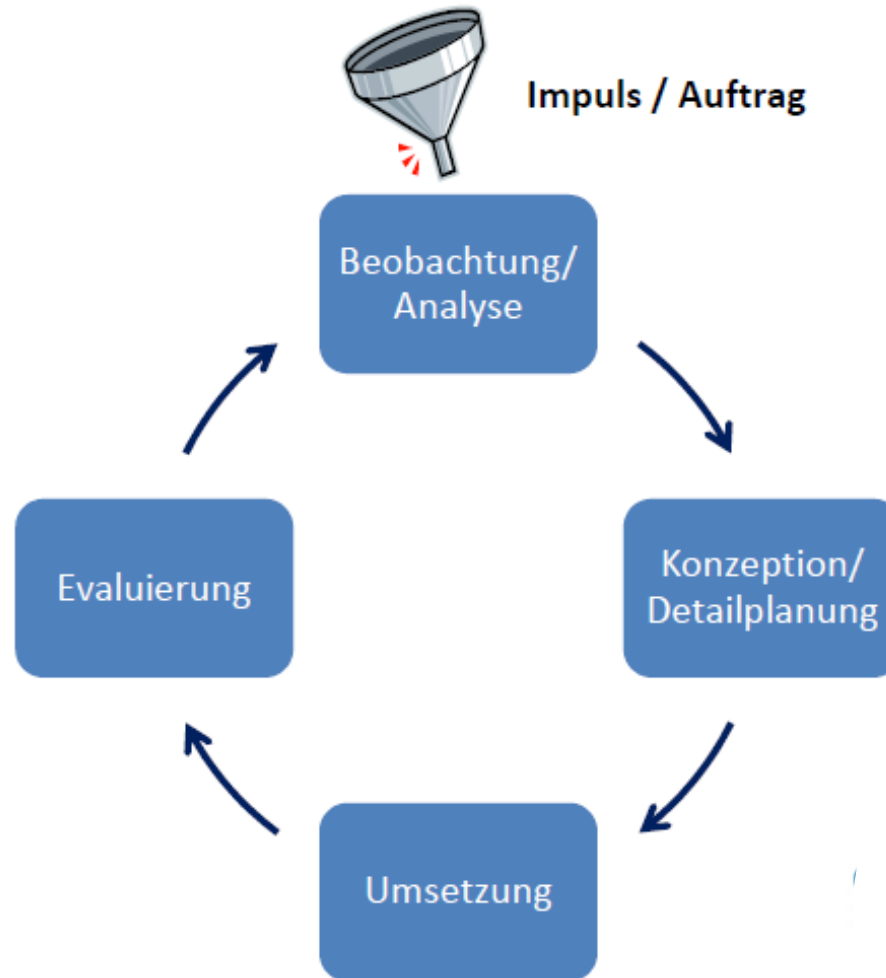 Impuls / Auftrag
Beobachtung/
Analyse
Konzeption/
Detailplanung
Evaluierung
Umsetzung